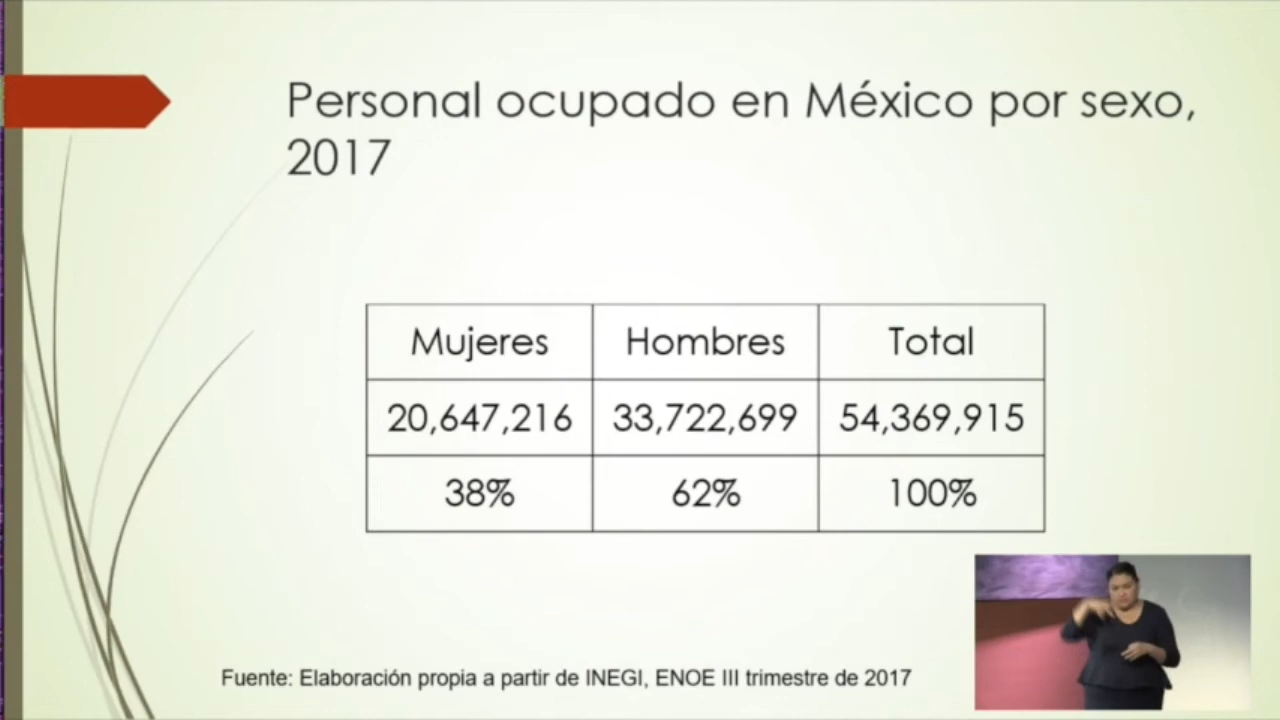 Personal ocupado en México por sexo,
2017
Mujeres Hombres Total
20,647,216 33,722,699 54,369,915
38% 62% 100%
Fuente: Elaboración propia a partir de INEGI, ENOE III trimestre de 2017